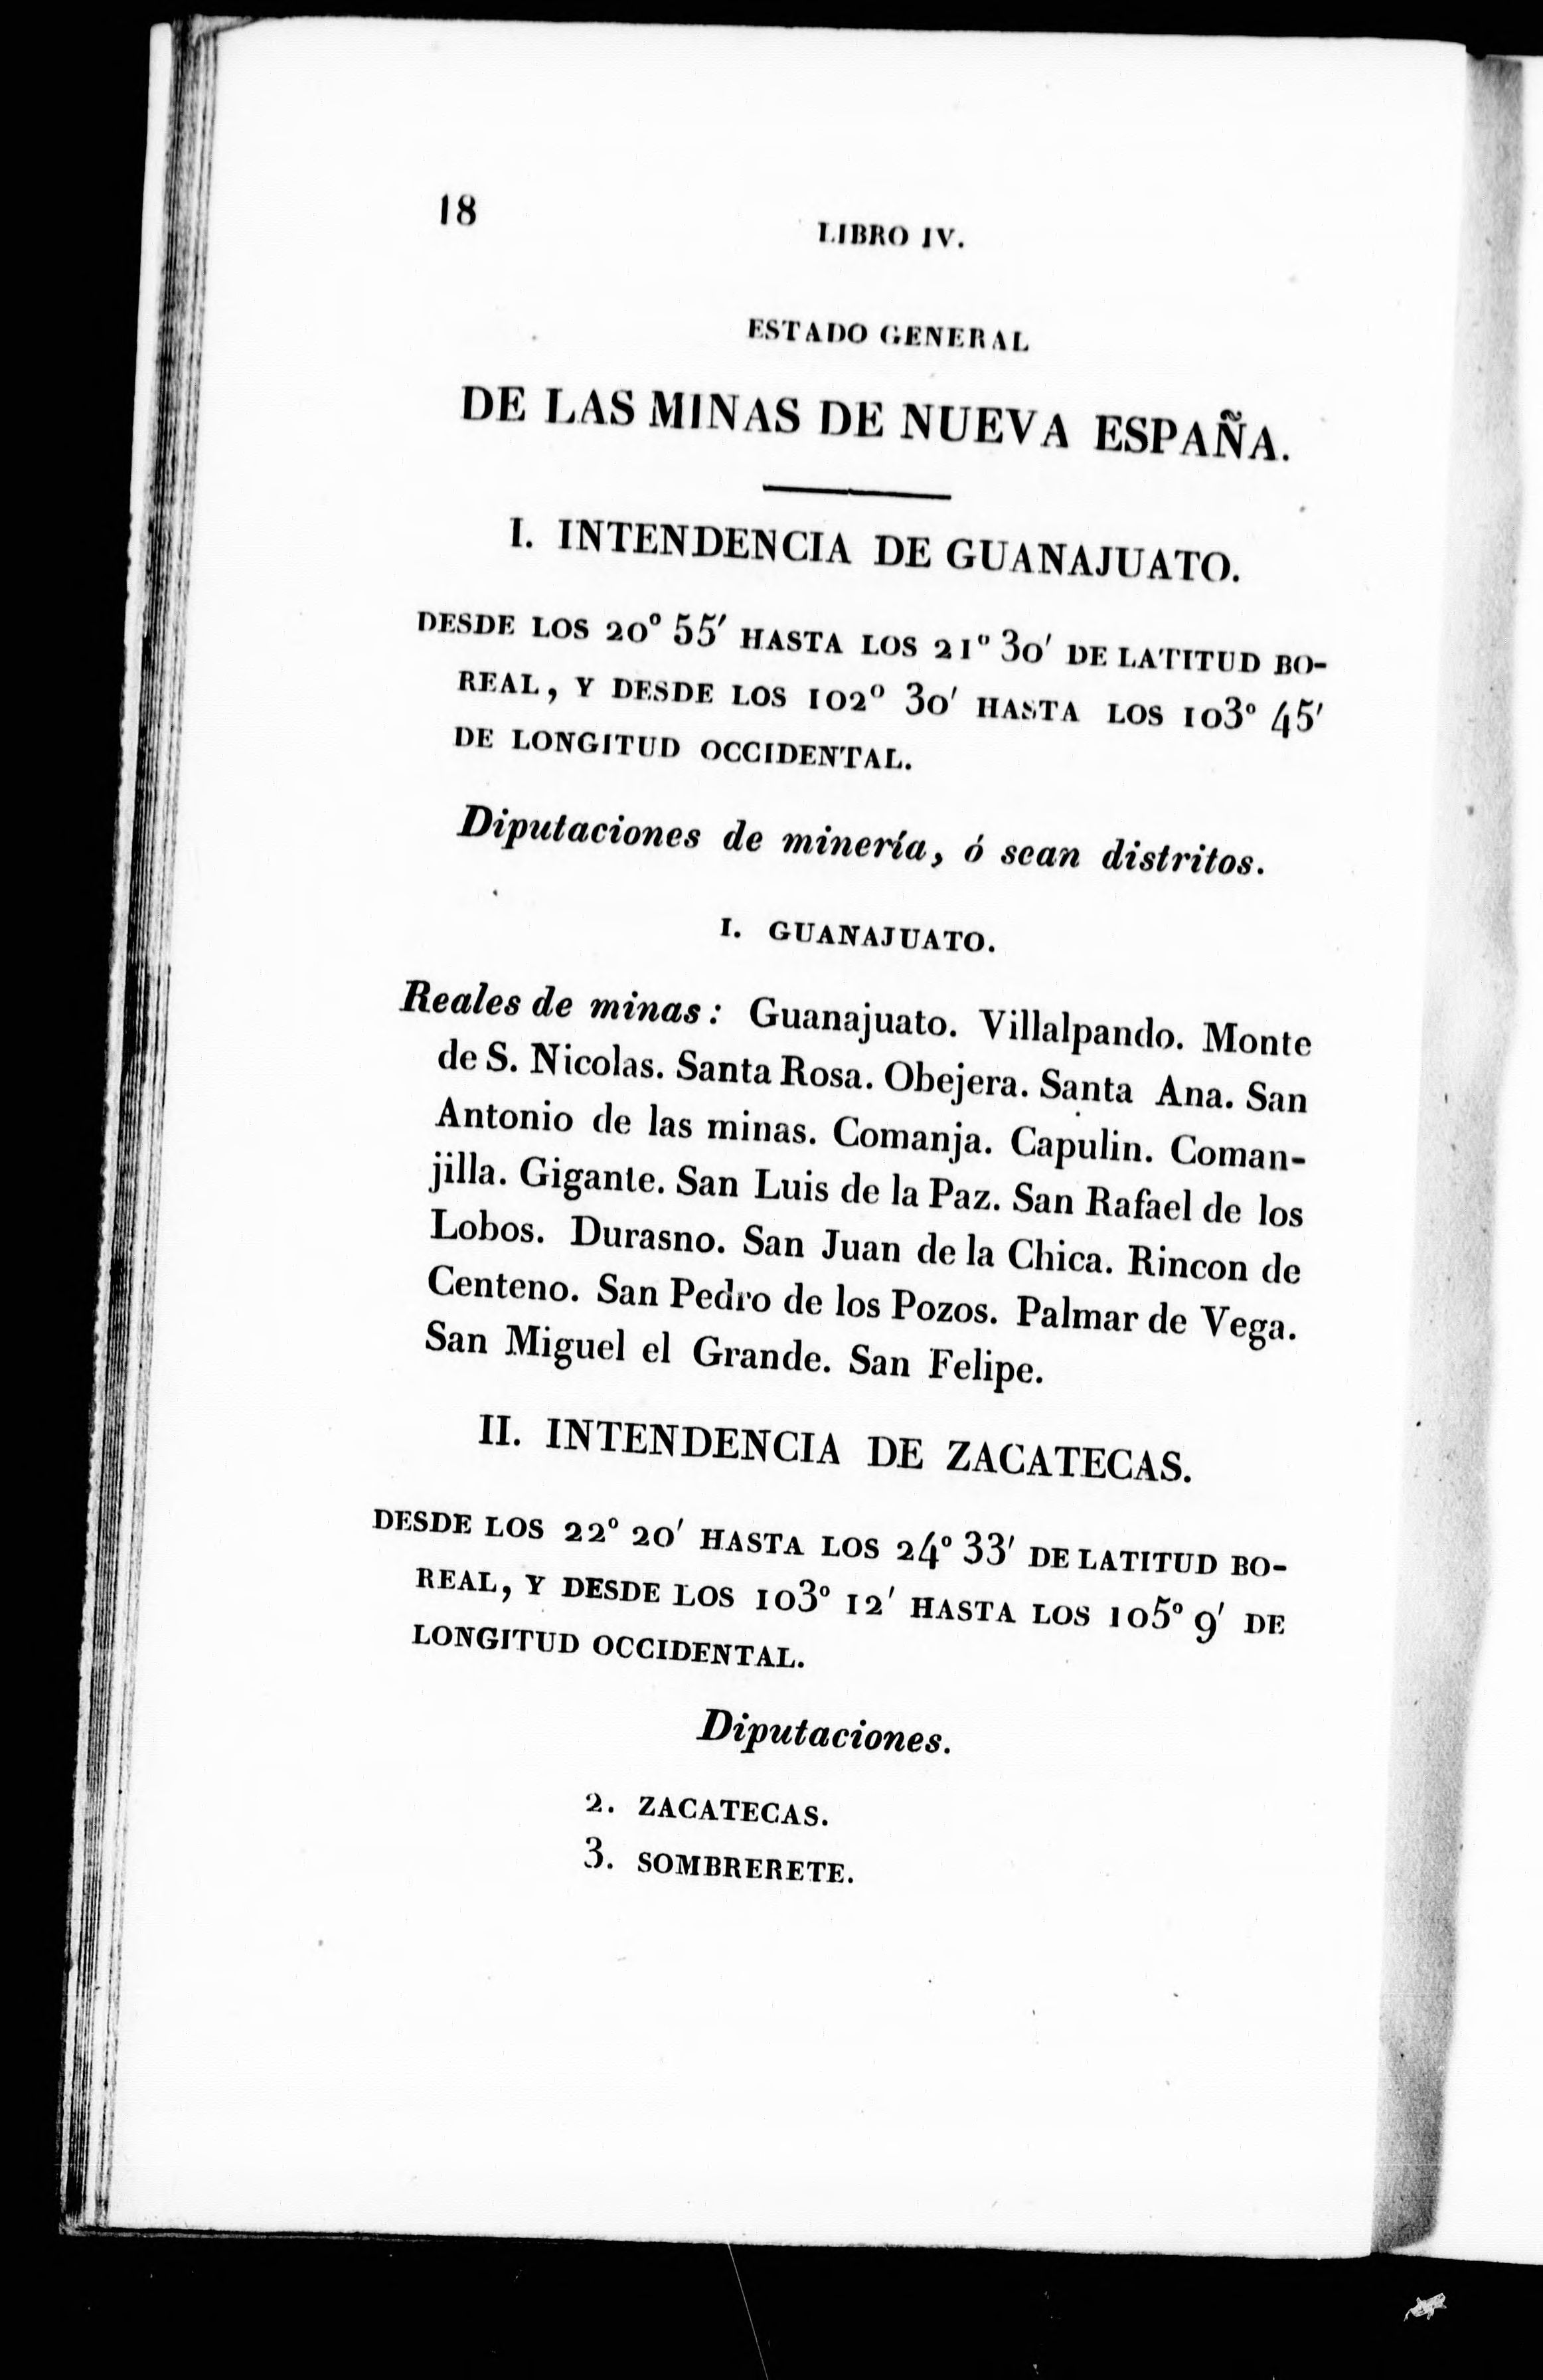 18
LIBRO IV.
ESTADO GENERAL
DE LAS MINAS DE NUEVA ESPAÑA.
I. INTENDENCIA DE GUANAJUATO.
DESDE LOS 20° 55′ HASTA LOS 21° 30′ DE LATITUD BO-
REAL, Y DESDE LOS 102° 30′ HASTA LOS 103° 45′
DE LONGITUD OCCIDENTAL.
Diputaciones de minería, ó sean distritos.
1. GUANAJUATO.
Reales de minas: Guanajuato. Villalpando. Monte
de S. Nicolas. Santa Rosa. Obejera. Santa Ana. San
Antonio de las minas. Comanja. Capulin. Coman-
jilla. Gigante. San Luis de la Paz. San Rafael de los
Lobos. Durasno. San Juan de la Chica. Rincon de
Centeno. San Pedro de los Pozos. Palmar de Vega.
San Miguel el Grande. San Felipe.
II. INTENDENCIA DE ZACATECAS.
DESDE LOS 22° 20′ HASTA LOS 24° 33′ DE LATITUD BO-
REAL, Y DESDE LOS 103° 12′ HASTA LOS 105° 9′ DE
LONGITUD OCCIDENTAL.
Diputaciones.
2. ZACATECAS.
3. SOMBRERETE.